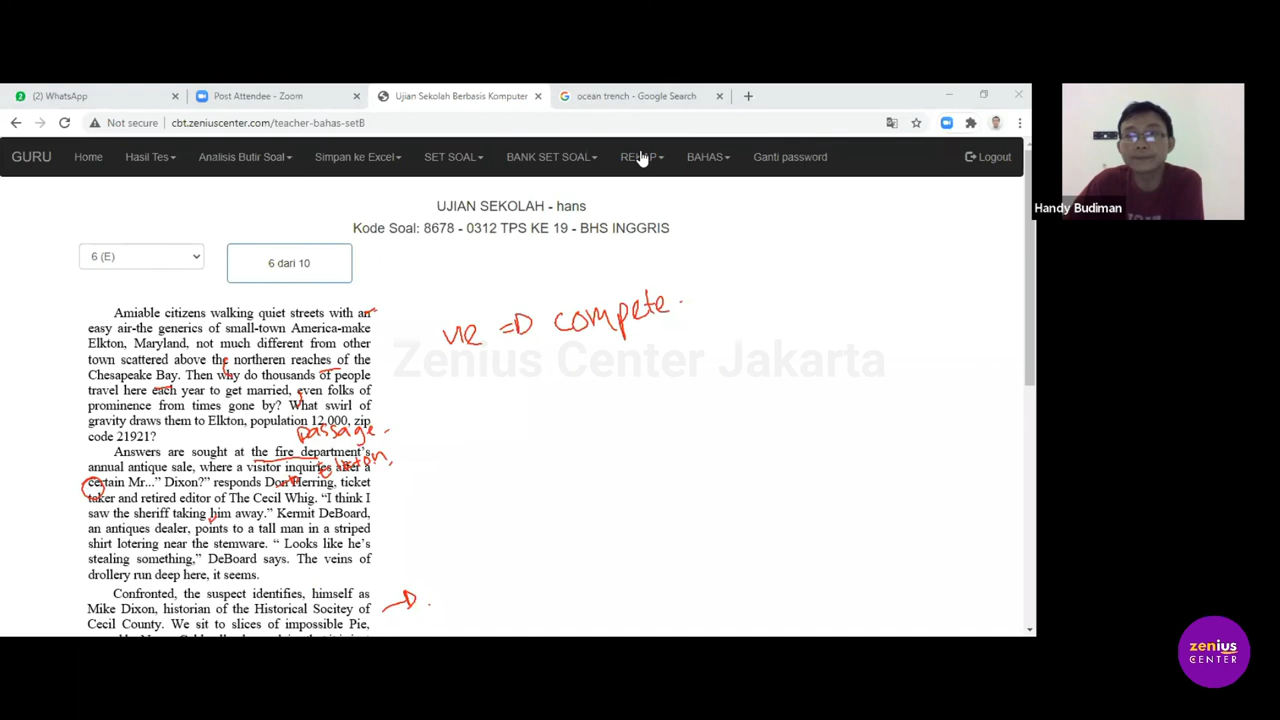 (2) WhatsApp
Post Attendee - Zoom
Ujian Sekolah Berbasis Komputer
ocean trench - Google Search
Not secure
cbt.zeniuscenter.com/teacher-bahas-setB
GURU Home Hasil Tes Analisis Butir Soal Simpan ke Excel SET SOAL BANK SET SOAL REKAP BAHAS Ganti password Logout
Handy Budiman
UJIAN SEKOLAH - hans
Kode Soal: 8678 - 0312 TPS KE 19 - BHS INGGRIS
6 (E)
6 dari 10
Amiable citizens walking quiet streets with an
easy air-the generics of small-town America-make
Elkton, Maryland, not much different from other
town scattered above the northeren reaches of the
Chesapeake Bay. Then why do thousands of people
travel here each year to get married, even folks of
prominence from times gone by? What swirl of
gravity draws them to Elkton, population 12,000, zip
code 21921?
Answers are sought at the fire department's
annual antique sale, where a visitor inquiries after a
certain Mr..." Dixon?" responds Don Herring, ticket
taker and retired editor of The Cecil Whig. "I think I
saw the sheriff taking him away." Kermit DeBoard,
an antiques dealer, points to a tall man in a striped
shirt lotering near the stemware. " Looks like he's
stealing something," DeBoard says. The veins of
drollery run deep here, it seems.
Confronted, the suspect identifies, himself as
Mike Dixon, historian of the Historical Socitey of
Cecil County. We sit to slices of impossible Pie,
vie => compete.
passage.
D.
Zenius Center Jakarta
zenius
CENTER